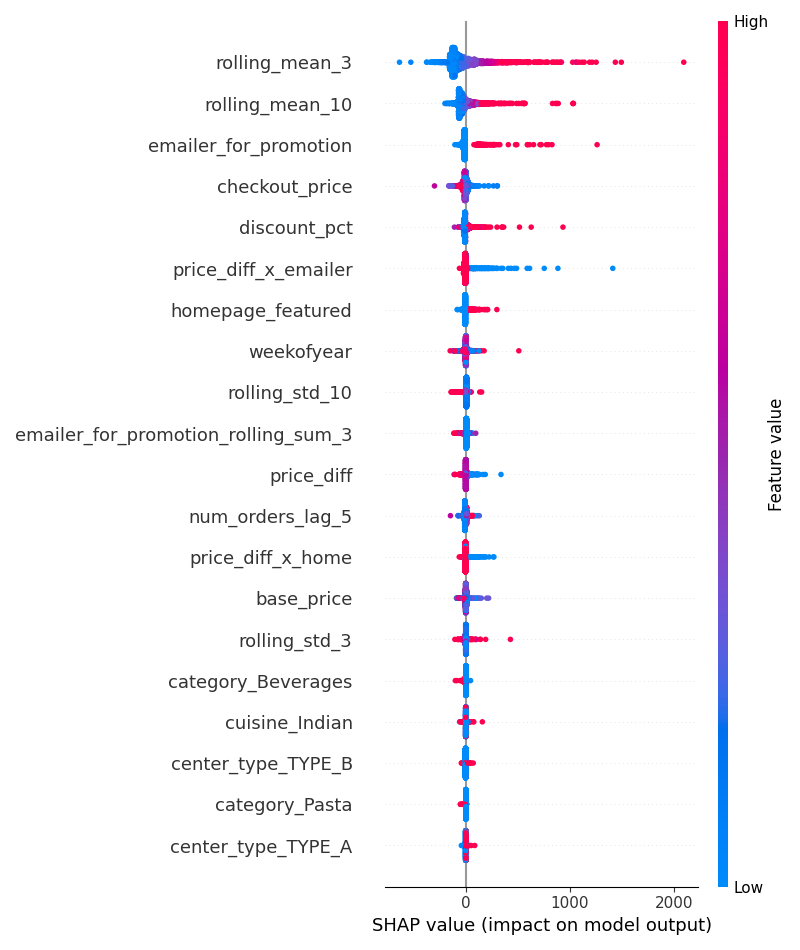 High
rolling_mean_3
rolling_mean_10
emailer_for_promotion
checkout_price
discount_pct
price_diff_x_emailer
homepage_featured
weekofyear
rolling_std_10
emailer_for_promotion_rolling_sum_3
price_diff
num_orders_lag_5
price_diff_x_home
base_price
rolling_std_3
category_Beverages
cuisine_Indian
center_type_TYPE_B
category_Pasta
center_type_TYPE_A
Feature value
Low
0 1000 2000
SHAP value (impact on model output)